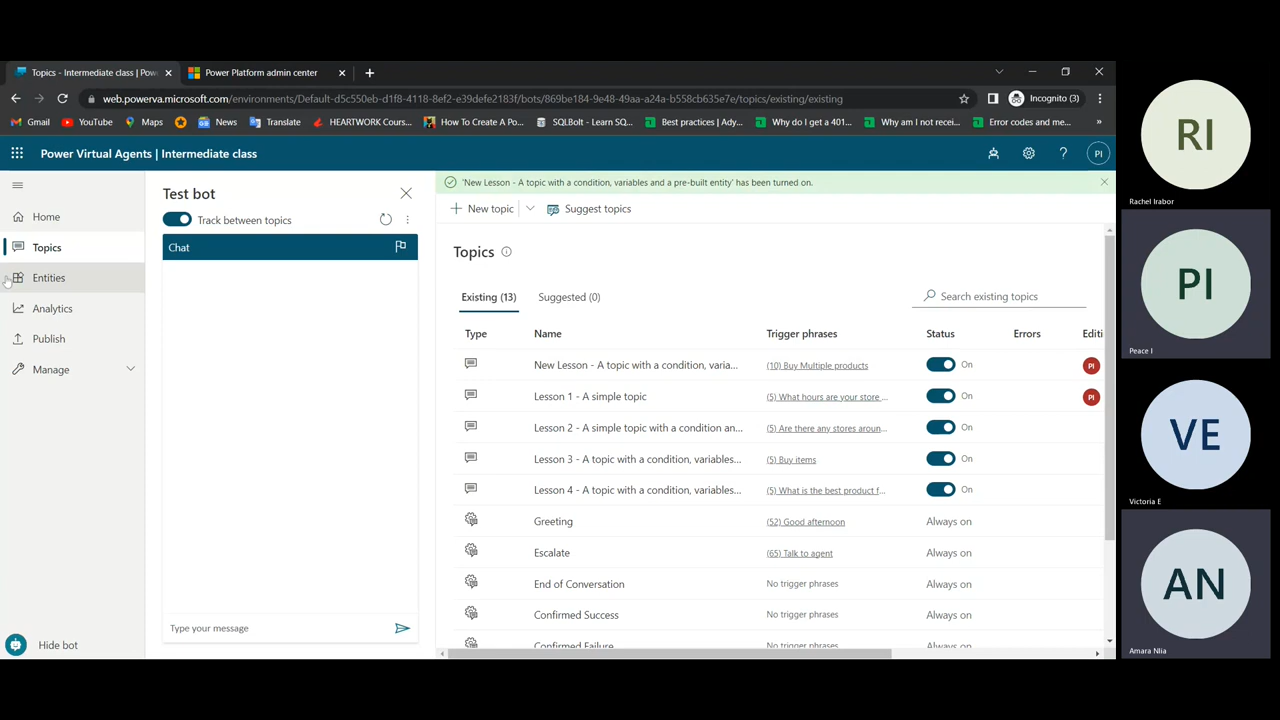 Topics - Intermediate class | Pow
Power Platform admin center
Incognito (3)
web.powerva.microsoft.com/environments/Default-d5c550eb-d1f8-4118-8ef2-e39defe2183f/bots/869be184-9e48-49aa-a24a-b558cb635e7e/topics/existing/existing
Gmail
YouTube
Maps
News
Translate
HEARTWORK Cours...
How To Create A Po...
SQLBolt - Learn SQ...
Best practices | Ady...
Why do I get a 401...
Why am I not recei...
Error codes and me...
»
Power Virtual Agents | Intermediate class
PI
Home
Topics
Entities
Analytics
Publish
Manage
Hide bot
Test bot
Track between topics
Chat
Type your message
'New Lesson - A topic with a condition, variables and a pre-built entity' has been turned on.
New topic
Suggest topics
Topics
Existing (13)
Suggested (0)
Search existing topics
Type Name Trigger phrases Status Errors Editi
New Lesson - A topic with a condition, varia... (10) Buy Multiple products On PI
Lesson 1 - A simple topic (5) What hours are your store ... On PI
Lesson 2 - A simple topic with a condition an... (5) Are there any stores aroun... On
Lesson 3 - A topic with a condition, variables... (5) Buy items On
Lesson 4 - A topic with a condition, variables... (5) What is the best product f... On
Greeting (52) Good afternoon Always on
Escalate (65) Talk to agent Always on
End of Conversation No trigger phrases Always on
Confirmed Success No trigger phrases Always on
Confirmed Failure No trigger phrases Always on
RI
Rachel Irabor
PI
Peace I
VE
Victoria E
AN
Amara Nlia